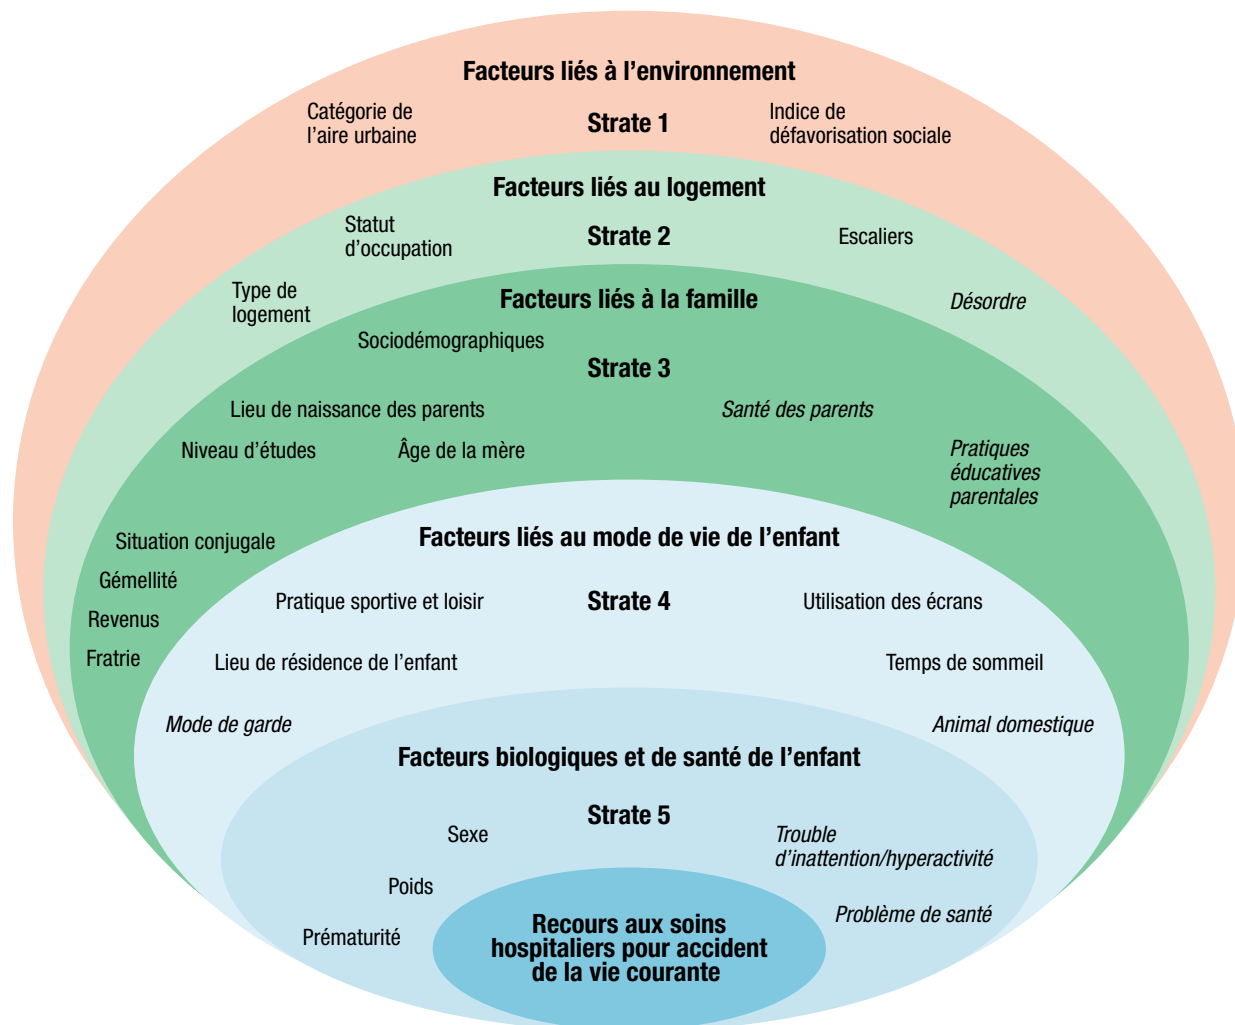 Facteurs liés à l’environnement
Catégorie de
l’aire urbaine
Strate 1
Indice de
défavorisation sociale
Facteurs liés au logement
Statut
d’occupation
Strate 2
Escaliers
Type de
logement
Désordre
Facteurs liés à la famille
Sociodémographiques
Strate 3
Lieu de naissance des parents
Santé des parents
Niveau d’études
Âge de la mère
Pratiques
éducatives
parentales
Situation conjugale
Gémellité
Revenus
Fratrie
Facteurs liés au mode de vie de l’enfant
Pratique sportive et loisir
Strate 4
Utilisation des écrans
Lieu de résidence de l’enfant
Temps de sommeil
Mode de garde
Animal domestique
Facteurs biologiques et de santé de l’enfant
Strate 5
Sexe
Trouble
d’inattention/hyperactivité
Poids
Problème de santé
Prématurité
Recours aux soins
hospitaliers pour accident
de la vie courante